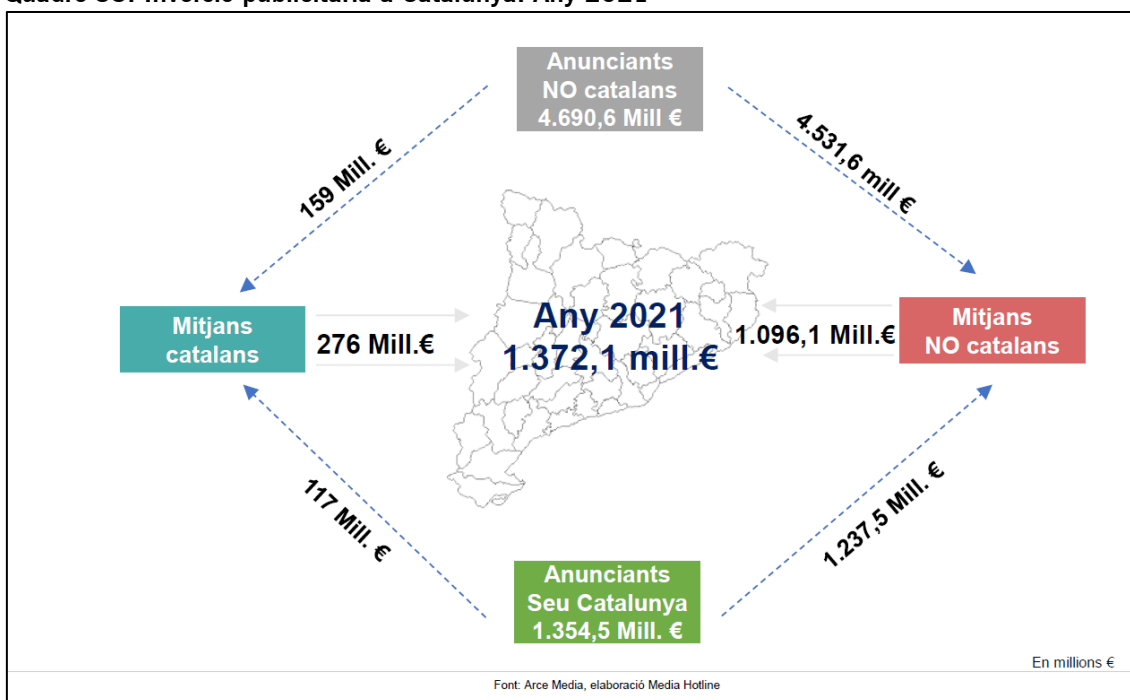 Anunciants
NO catalans
4.690,6 Mill €
159 Mill. €
4.531,6 mill €
Mitjans
catalans
276 Mill.€
Any 2021
1.372,1 mill.€
1.096,1 Mill.€
Mitjans
NO catalans
117 Mill. €
1.237,5 Mill. €
Anunciants
Seu Catalunya
1.354,5 Mill. €
En millions €
Font: Arce Media, elaboració Media Hotline